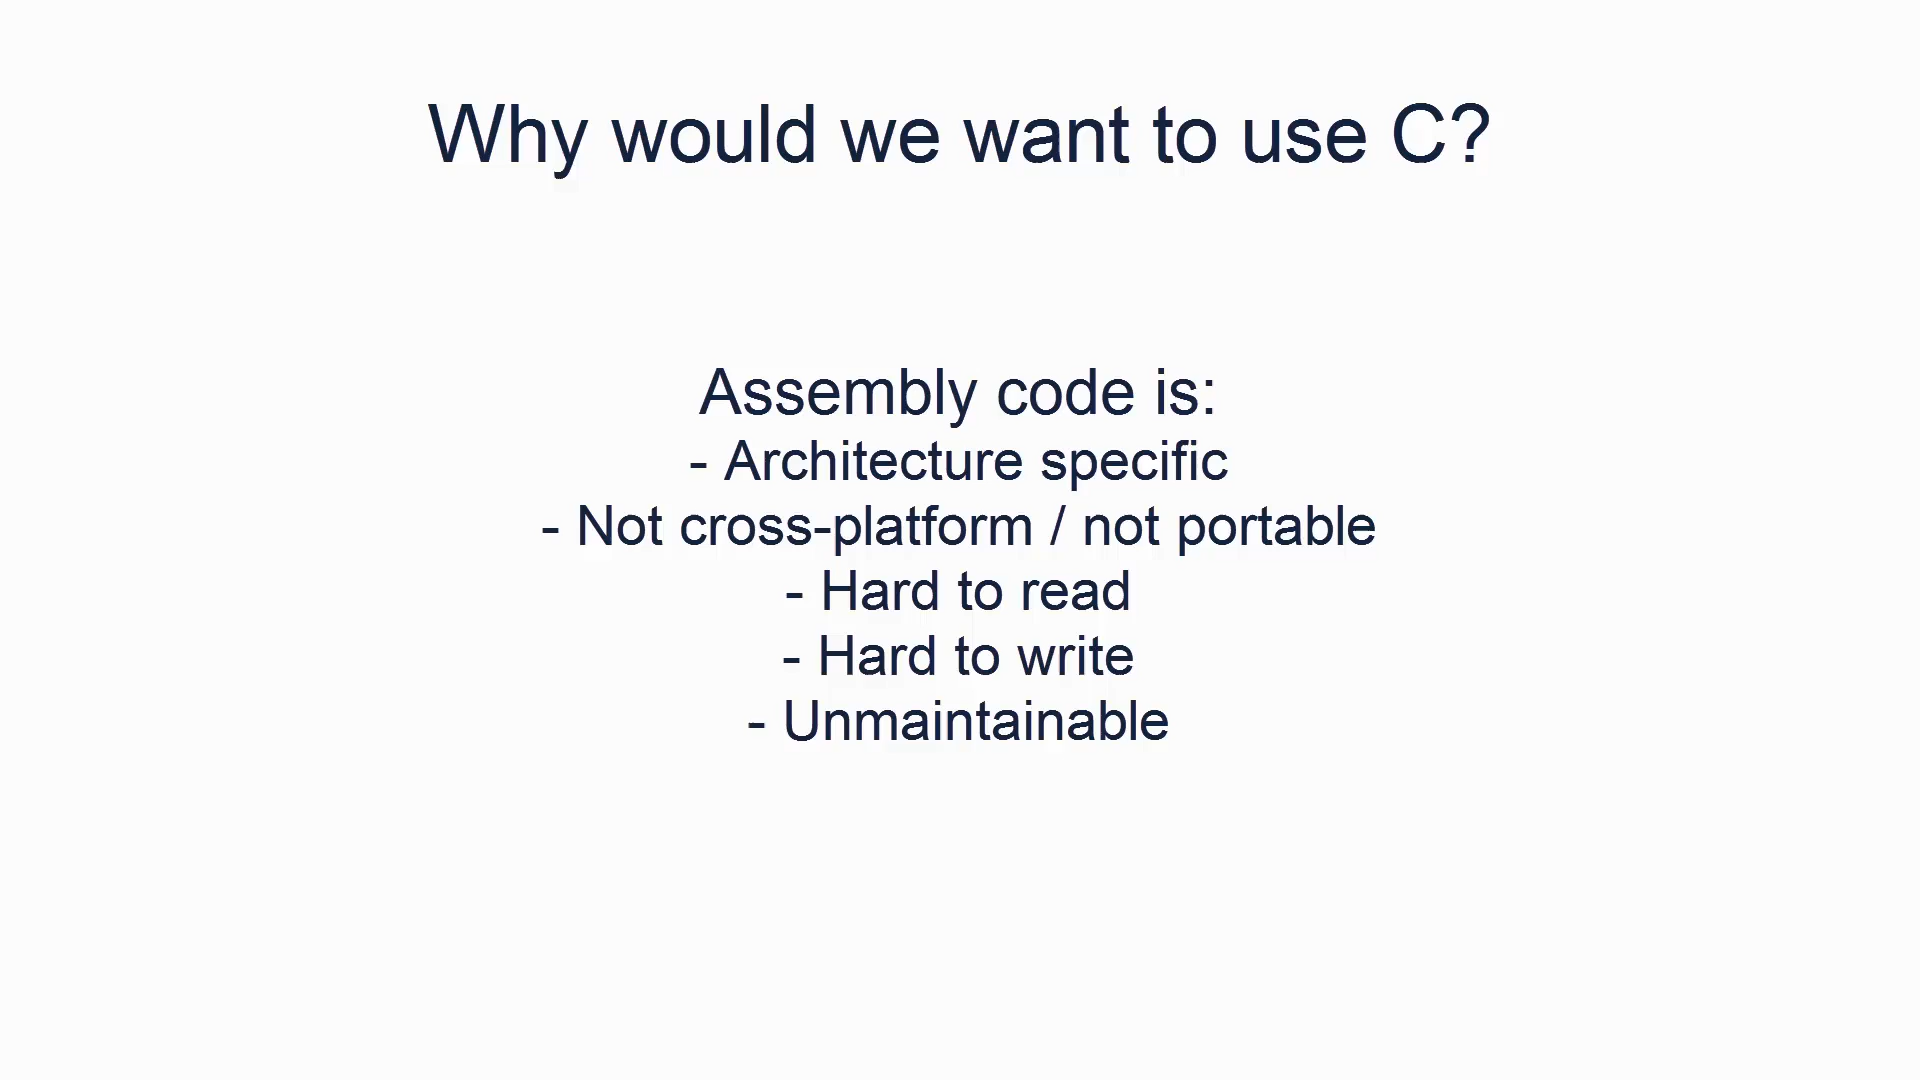 Why would we want to use C?
Assembly code is:
- Architecture specific
- Not cross-platform / not portable
- Hard to read
- Hard to write
- Unmaintainable